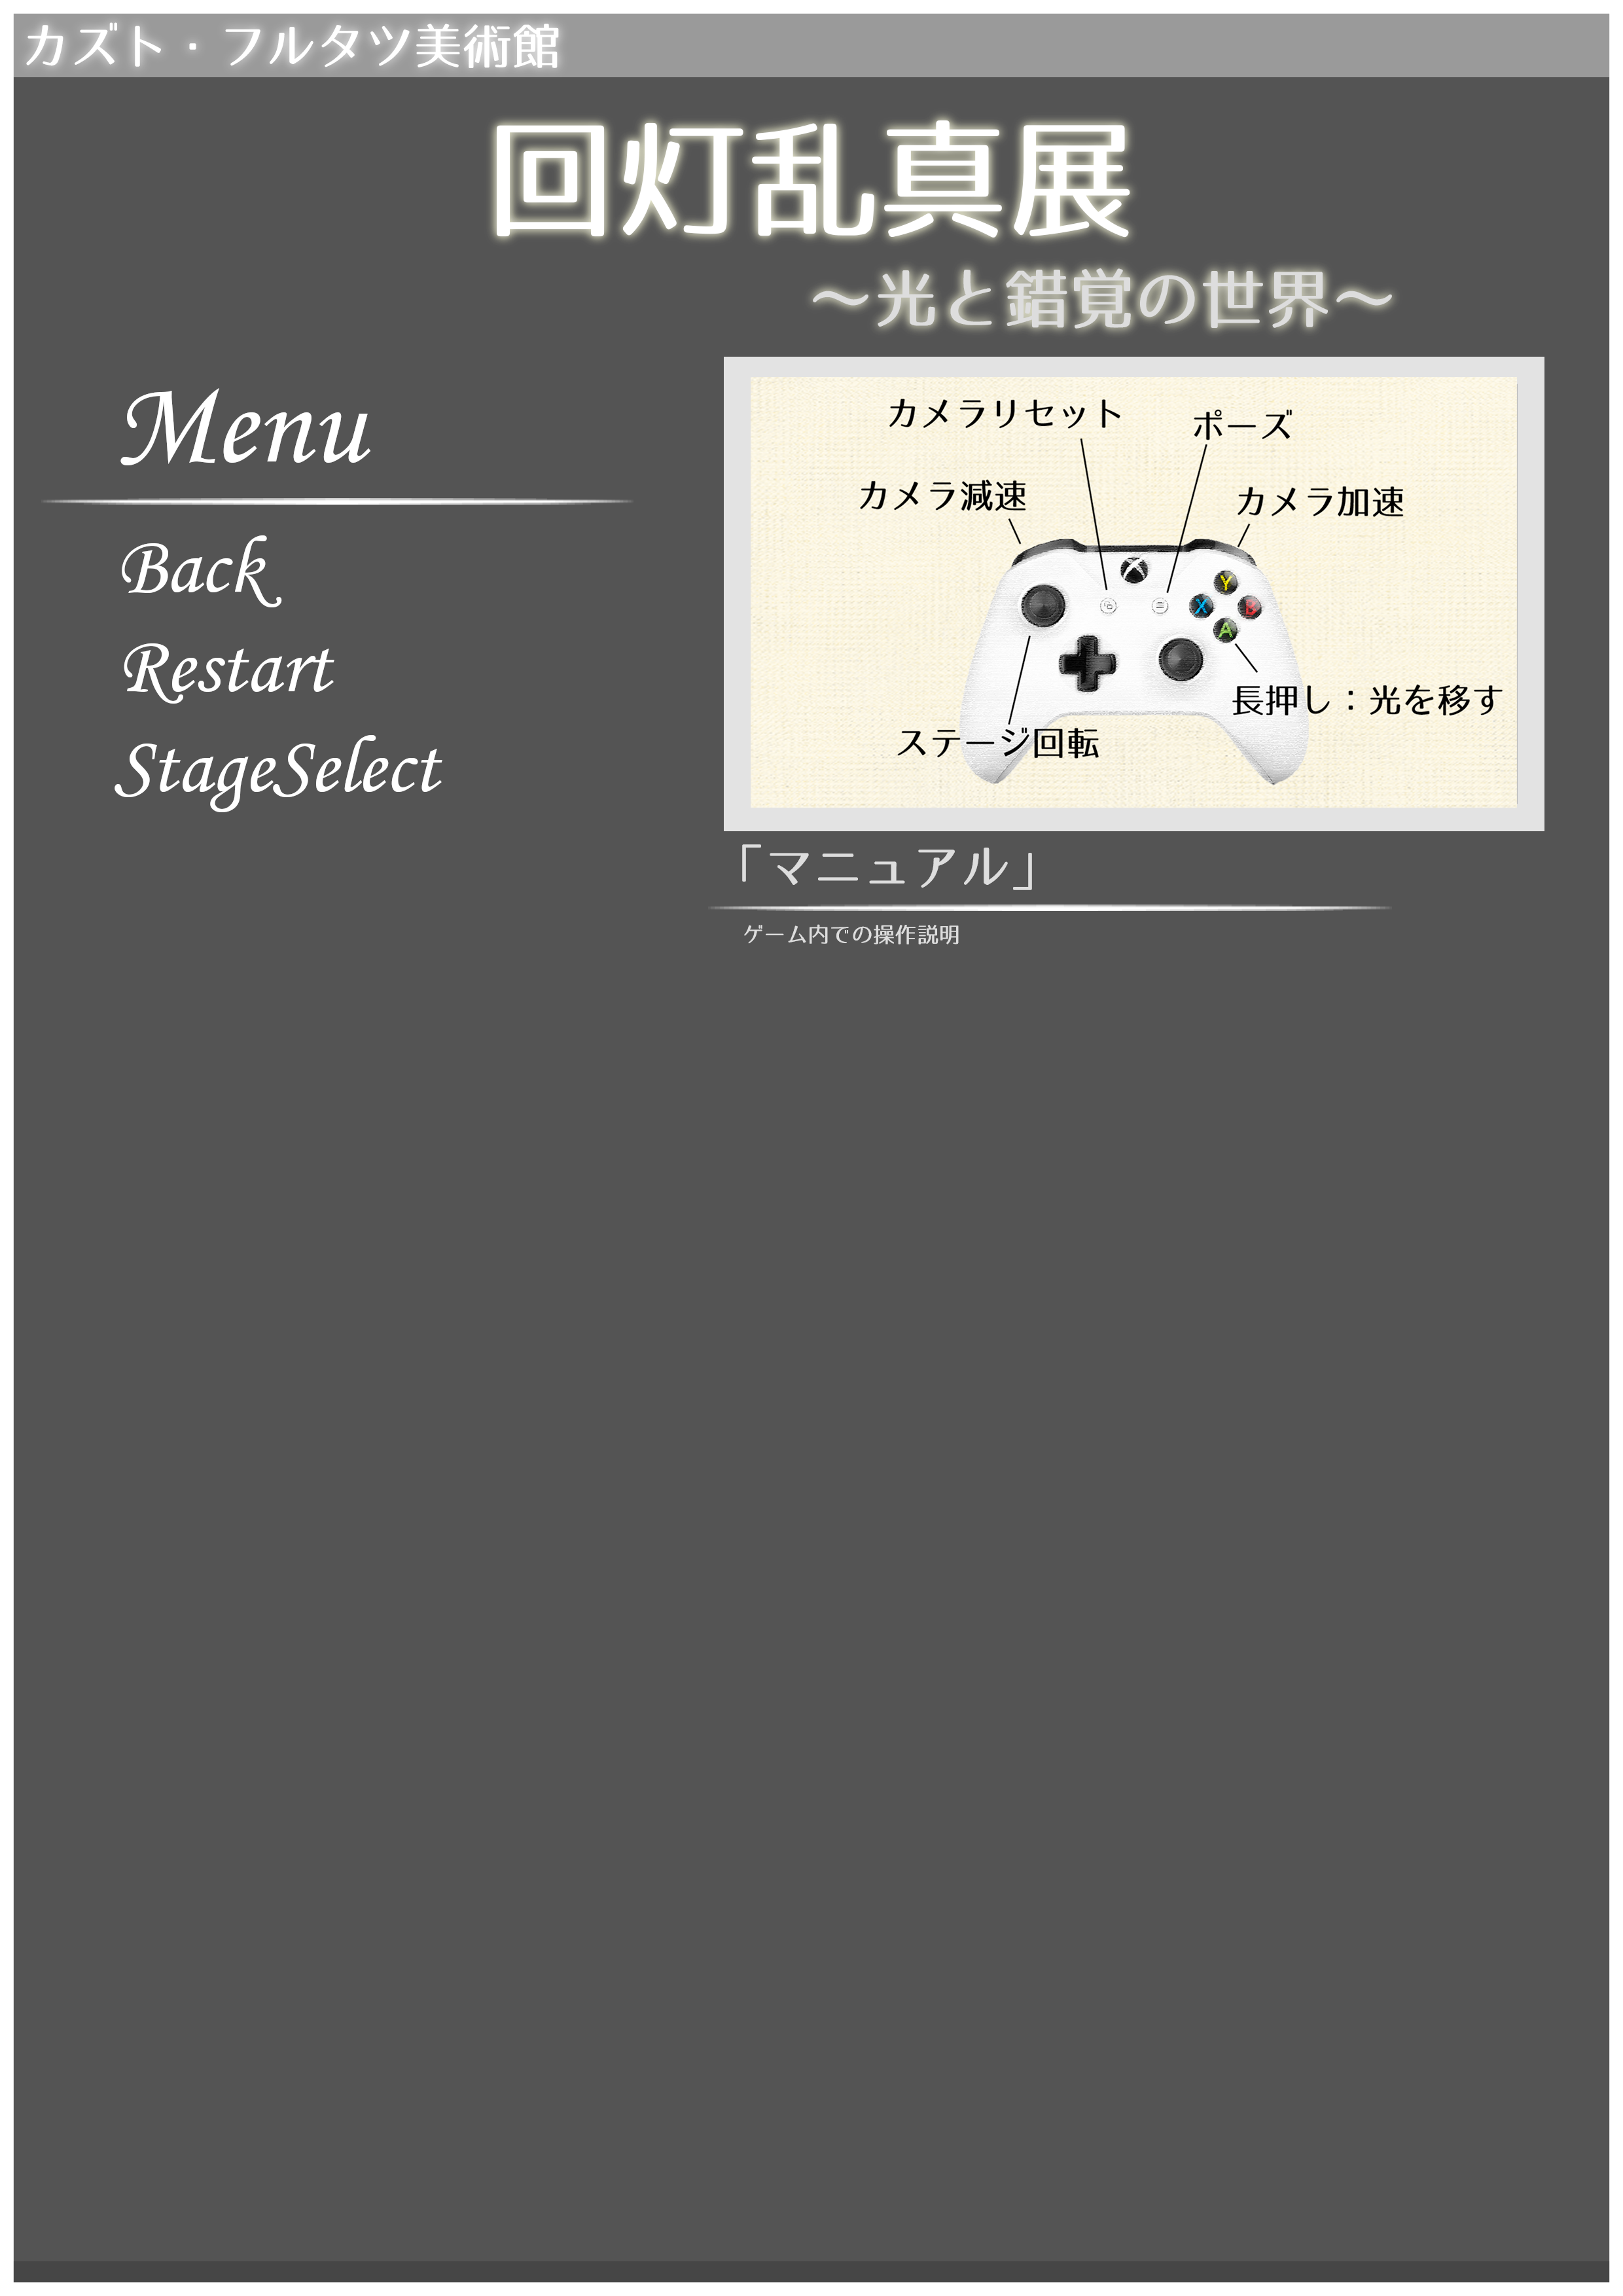 カズト・フルタツ美術館
回灯乱真展
～光と錯覚の世界～
Menu
Back
Restart
StageSelect
カメラリセット
ポーズ
カメラ減速
カメラ加速
Y
X
B
A
長押し：光を移す
ステージ回転
「マニュアル」
ゲーム内での操作説明